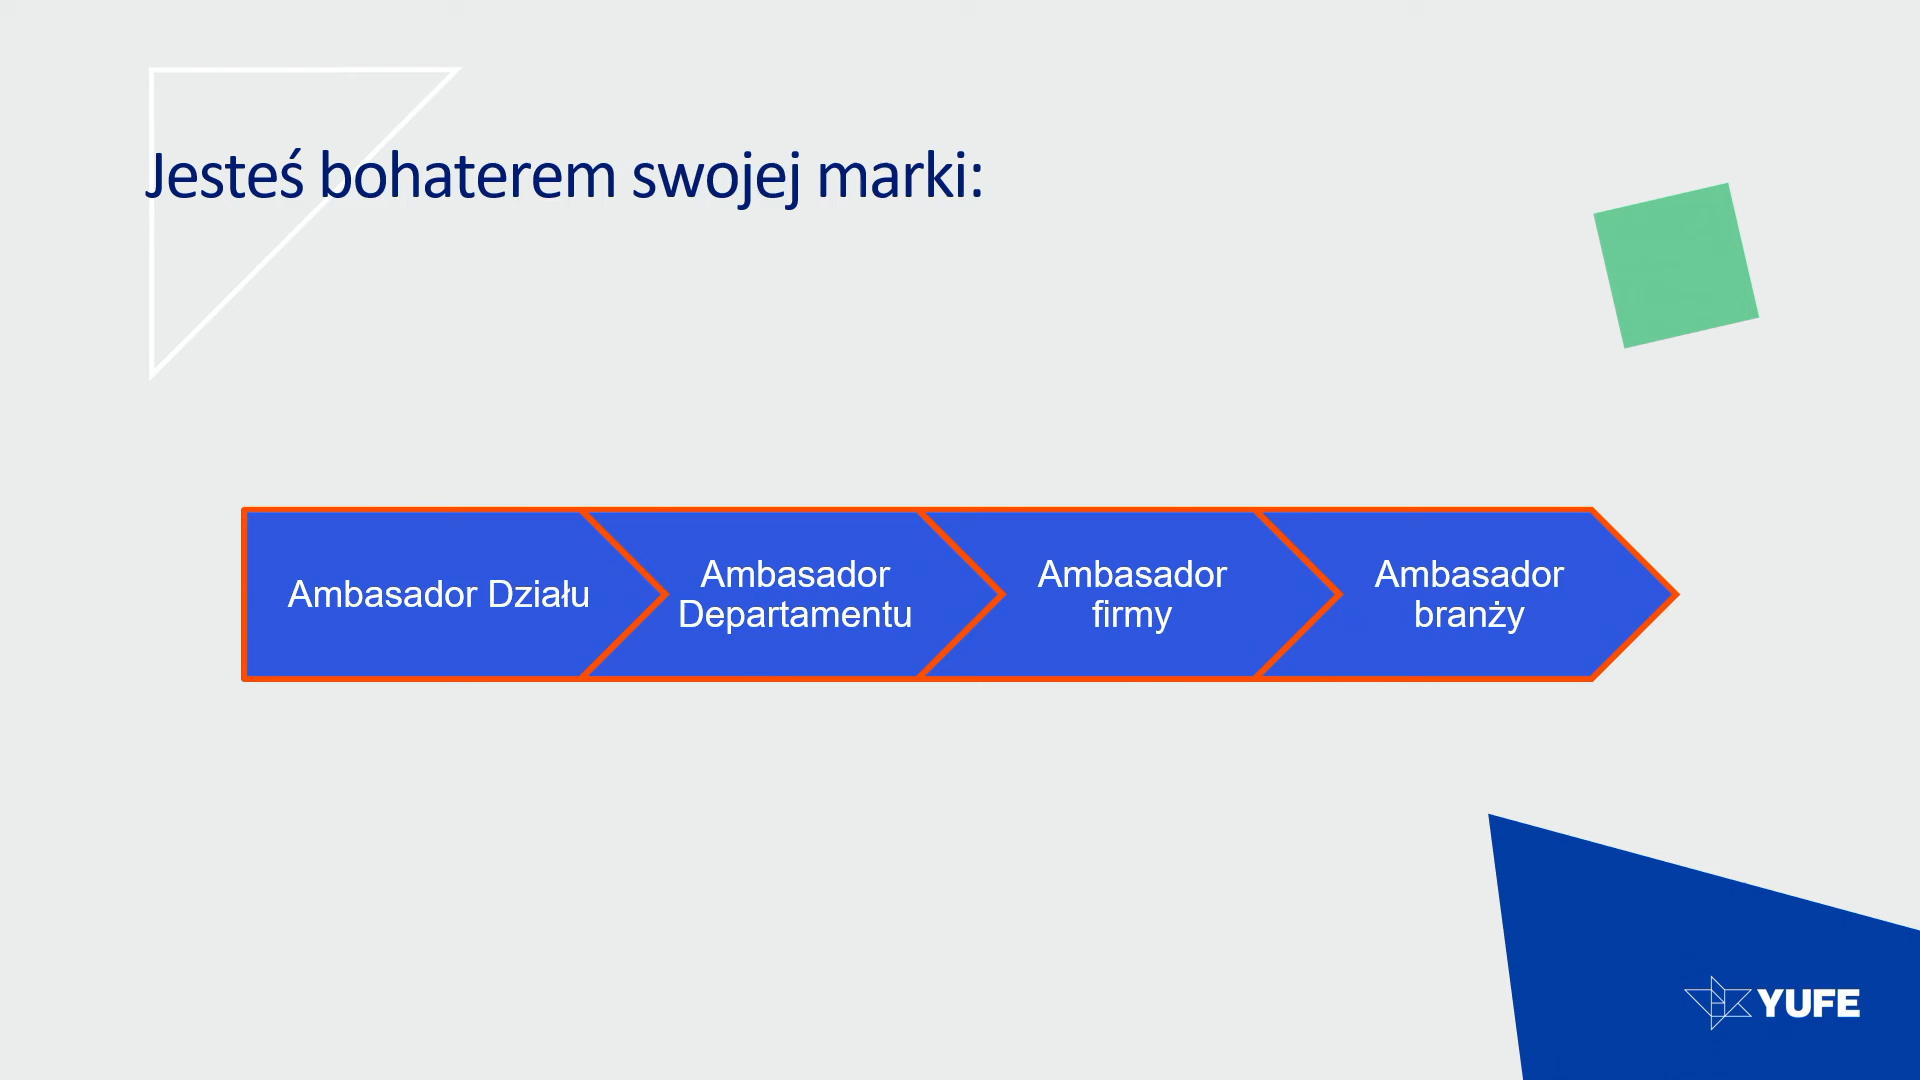 Jesteś bohaterem swojej marki:
Ambasador Działu
Ambasador
Departamentu
Ambasador
firmy
Ambasador
branży
YUFE